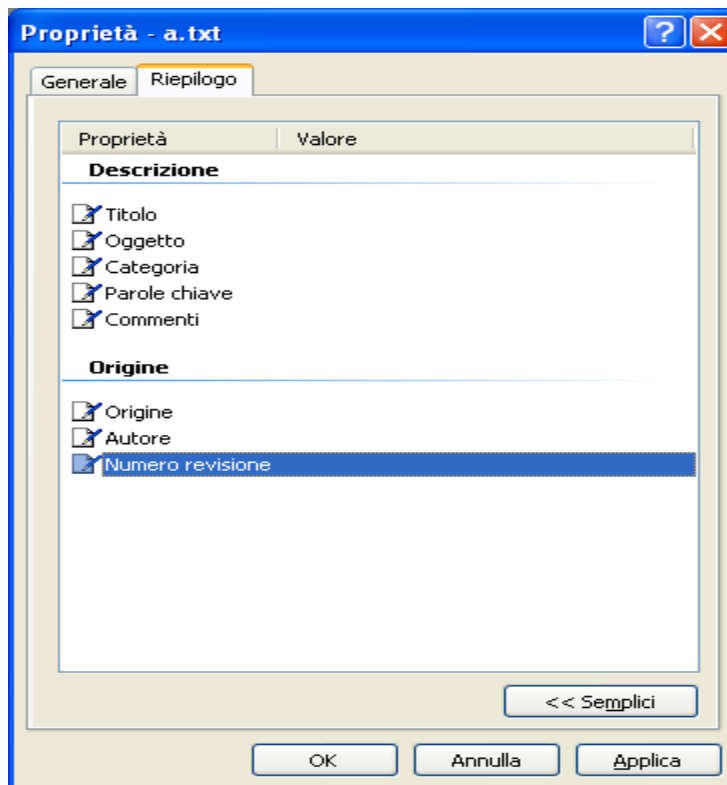 Proprietà - a.txt
Generale Riepilogo
Proprietà Valore
Descrizione
Titolo
Oggetto
Categoria
Parole chiave
Commenti
Origine
Origine
Autore
Numero revisione
<< Semplici
OK Annulla Applica